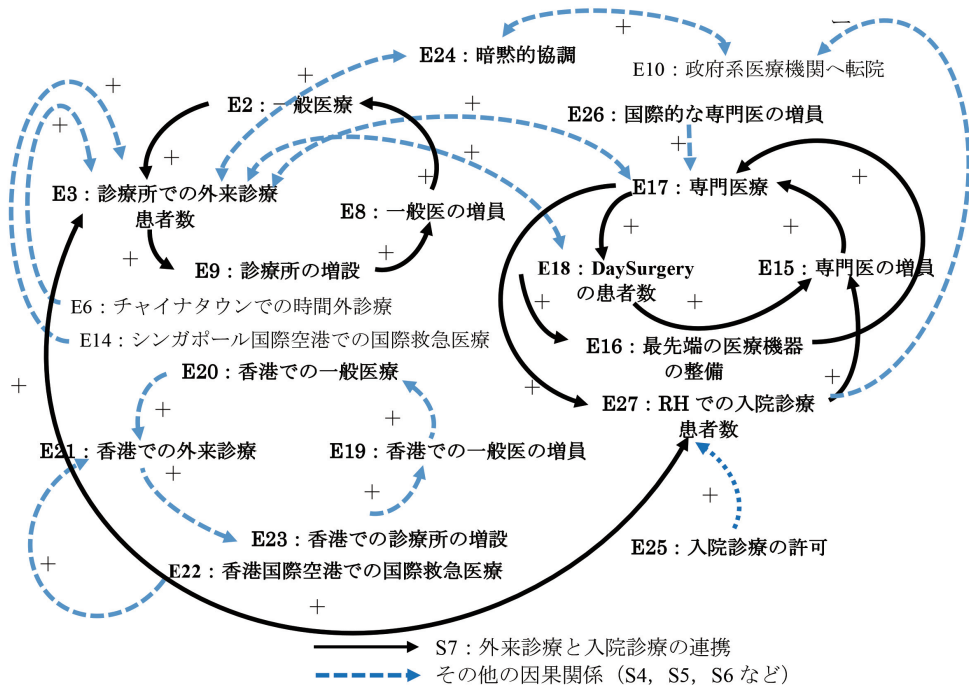 E24：暗黙的協調
E10：政府系医療機関へ転院
E2：一般医療
E26：国際的な専門医の増員
E3：診療所での外来診療
患者数
E17：専門医療
E8：一般医の増員
E9：診療所の増設
E18：DaySurgery
の患者数
E15：専門医の増員
E6：チャイナタウンでの時間外診療
E14：シンガポール国際空港での国際救急医療
E16：最先端の医療機器
の整備
E20：香港での一般医療
E27：RH での入院診療
患者数
E21：香港での外来診療
E19：香港での一般医の増員
E23：香港での診療所の増設
E25：入院診療の許可
E22：香港国際空港での国際救急医療
S7：外来診療と入院診療の連携
その他の因果関係（S4，S5，S6 など）